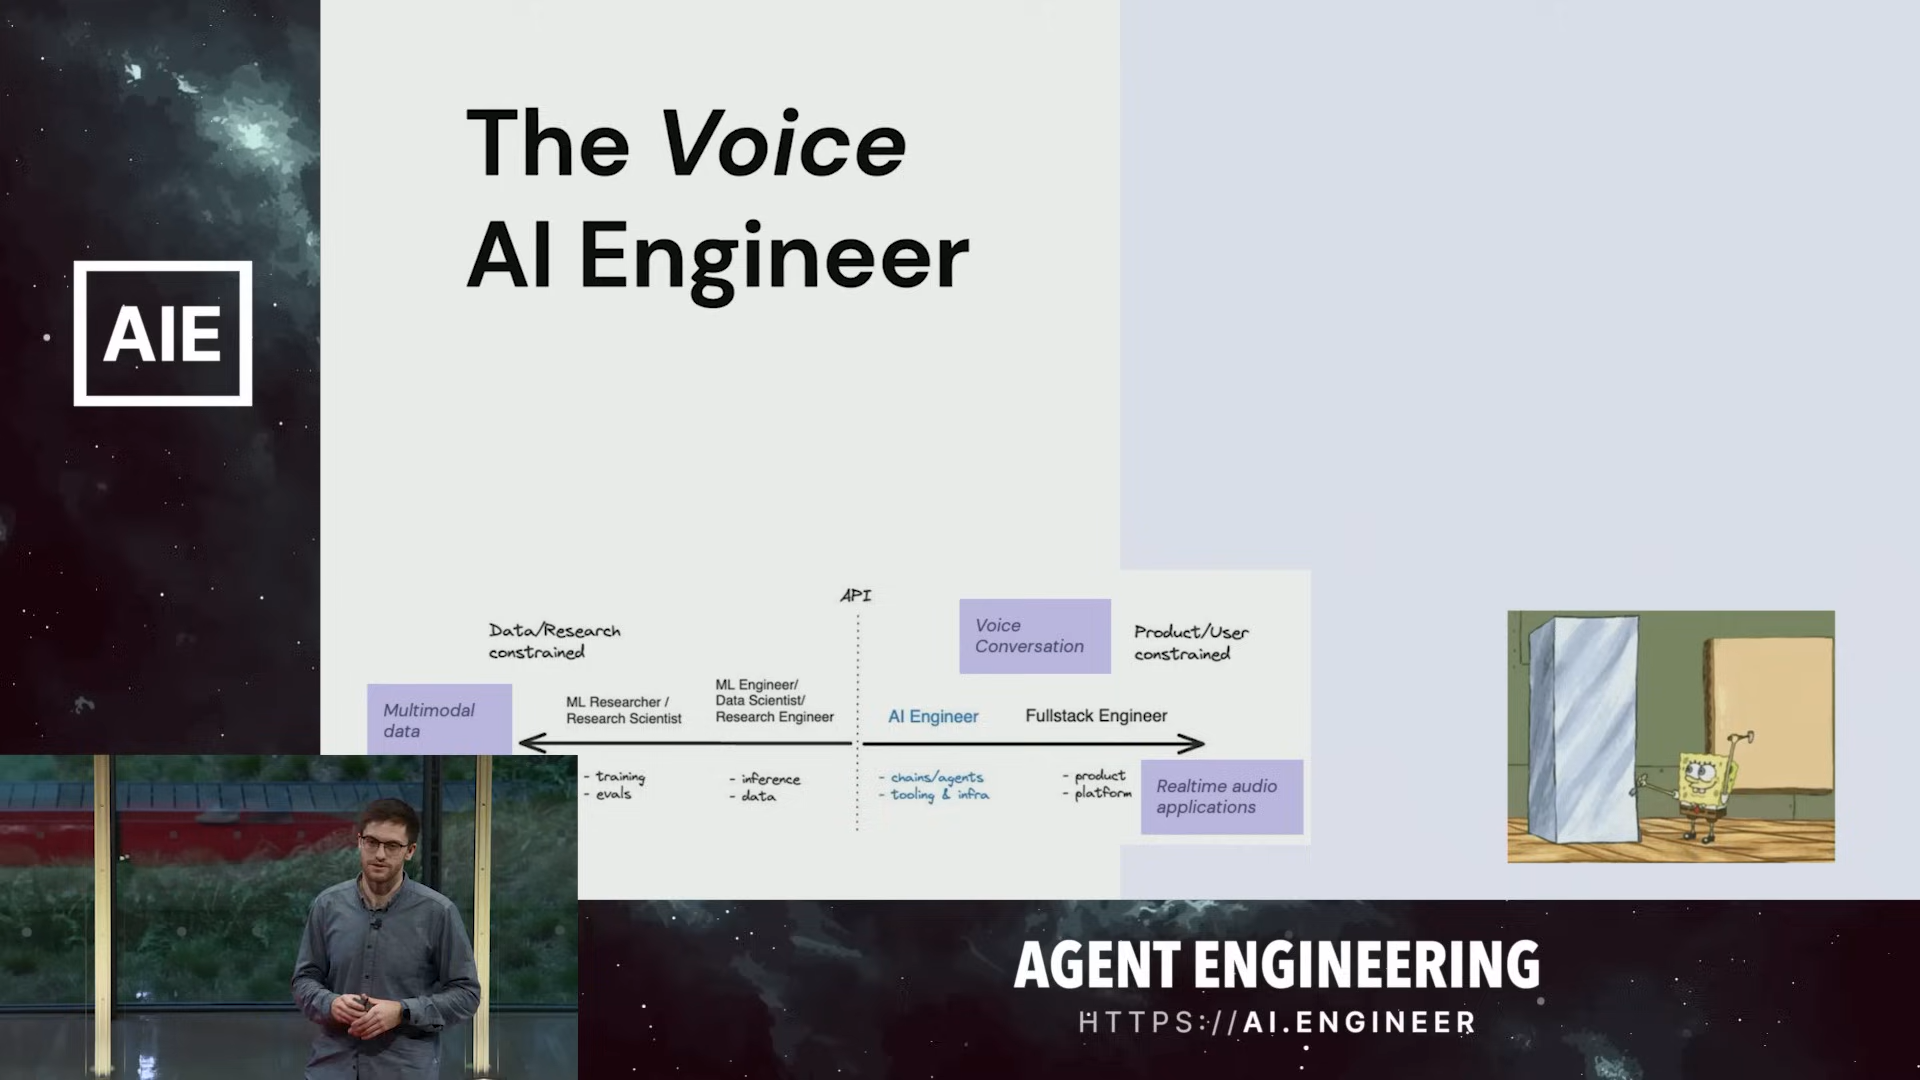 The Voice
AI Engineer
AIE
API
Data/Research
constrained
Voice
Conversation
Product/User
constrained
Multimodal
data
ML Researcher /
Research Scientist
ML Engineer/
Data Scientist/
Research Engineer
AI Engineer
Fullstack Engineer
- training
- evals
- inference
- data
- chains/agents
- tooling & infra
- product
- platform
Realtime audio
applications
AGENT ENGINEERING
HTTPS://AI.ENGINEER